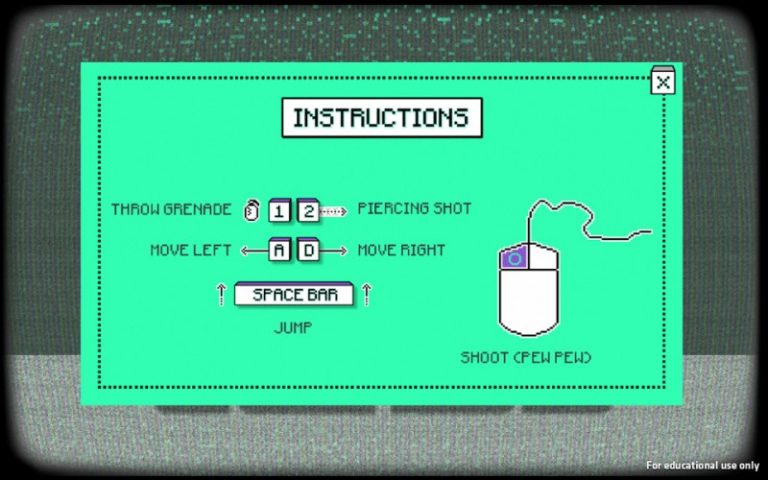 X
INSTRUCTIONS
THROW GRENADE 1 2 PIERCING SHOT
MOVE LEFT A D MOVE RIGHT
SPACE BAR
JUMP
SHOOT (PEW PEW)
For educational use only